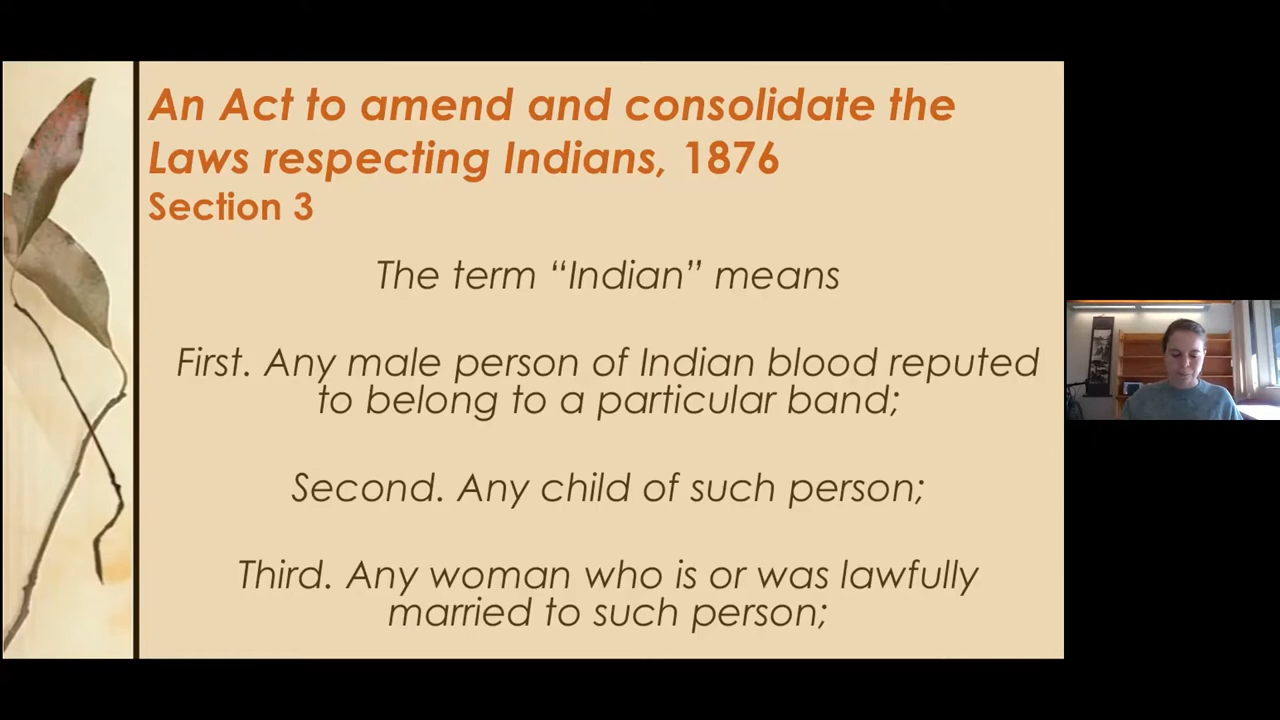 An Act to amend and consolidate the
Laws respecting Indians, 1876
Section 3
The term “Indian” means
First. Any male person of Indian blood reputed
to belong to a particular band;
Second. Any child of such person;
Third. Any woman who is or was lawfully
married to such person;